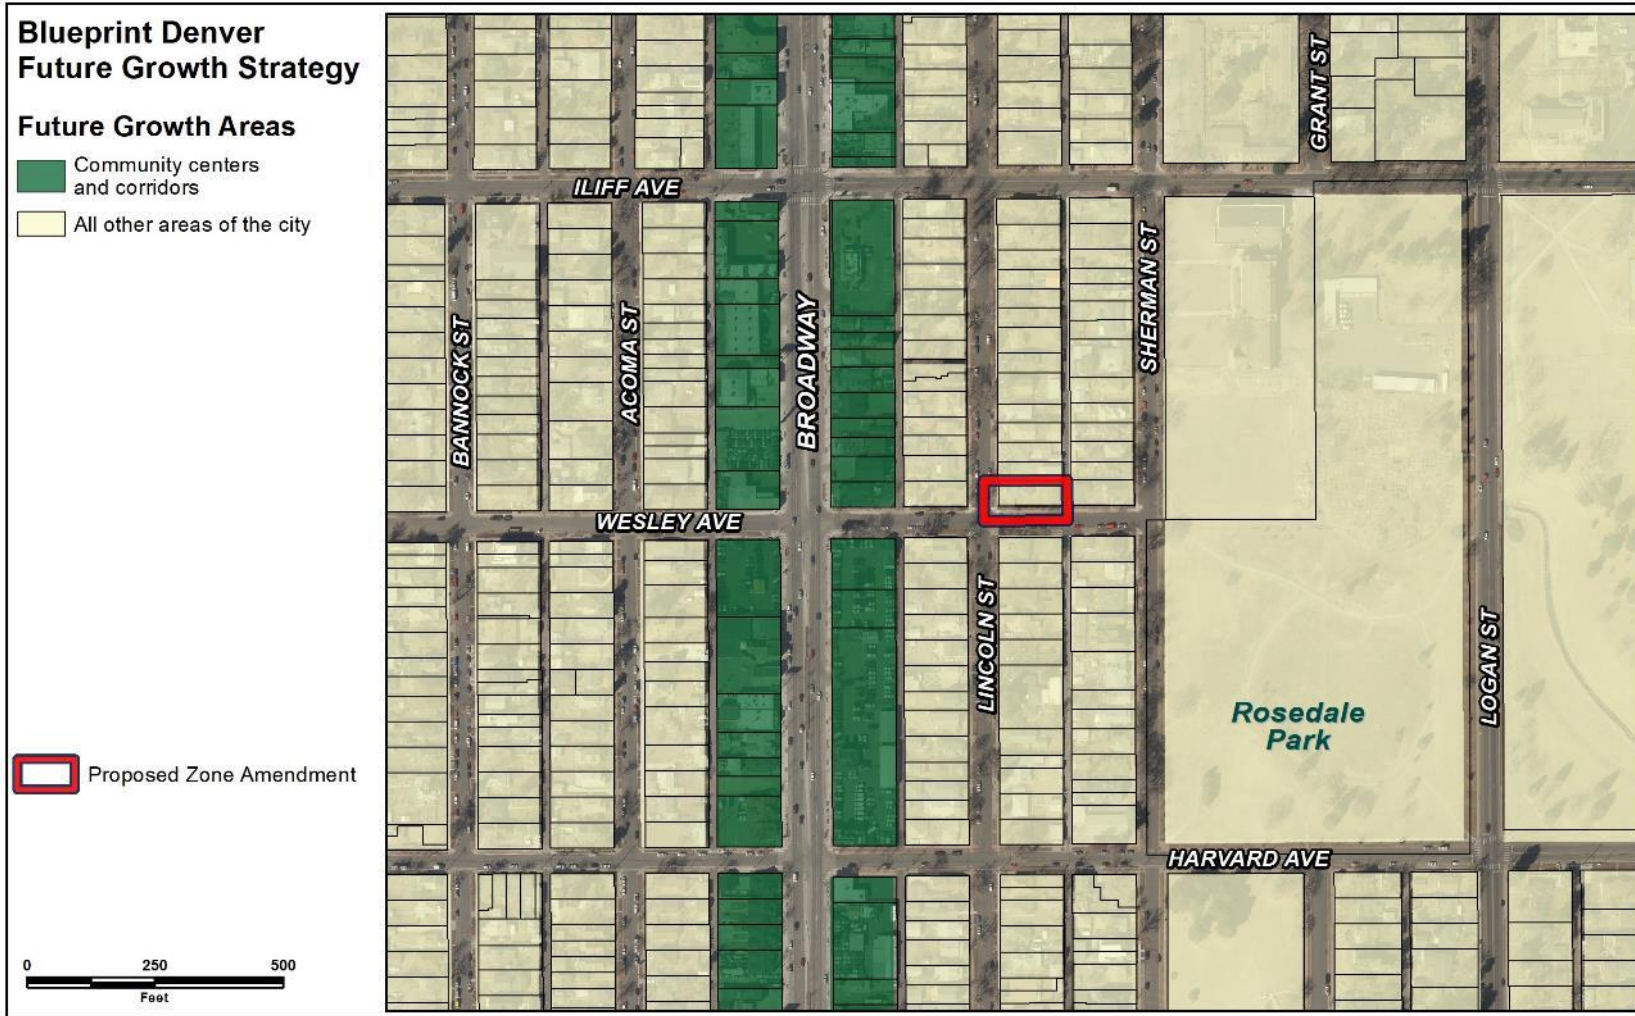 Blueprint Denver
Future Growth Strategy
Future Growth Areas
Community centers
and corridors
All other areas of the city
Proposed Zone Amendment
0 250 500
Feet
GRANT ST
ILIFF AVE
BANNOCK ST
ACOMA ST
BROADWAY
SHERMAN ST
WESLEY AVE
LINCOLN ST
LOGAN ST
Rosedale
Park
HARVARD AVE